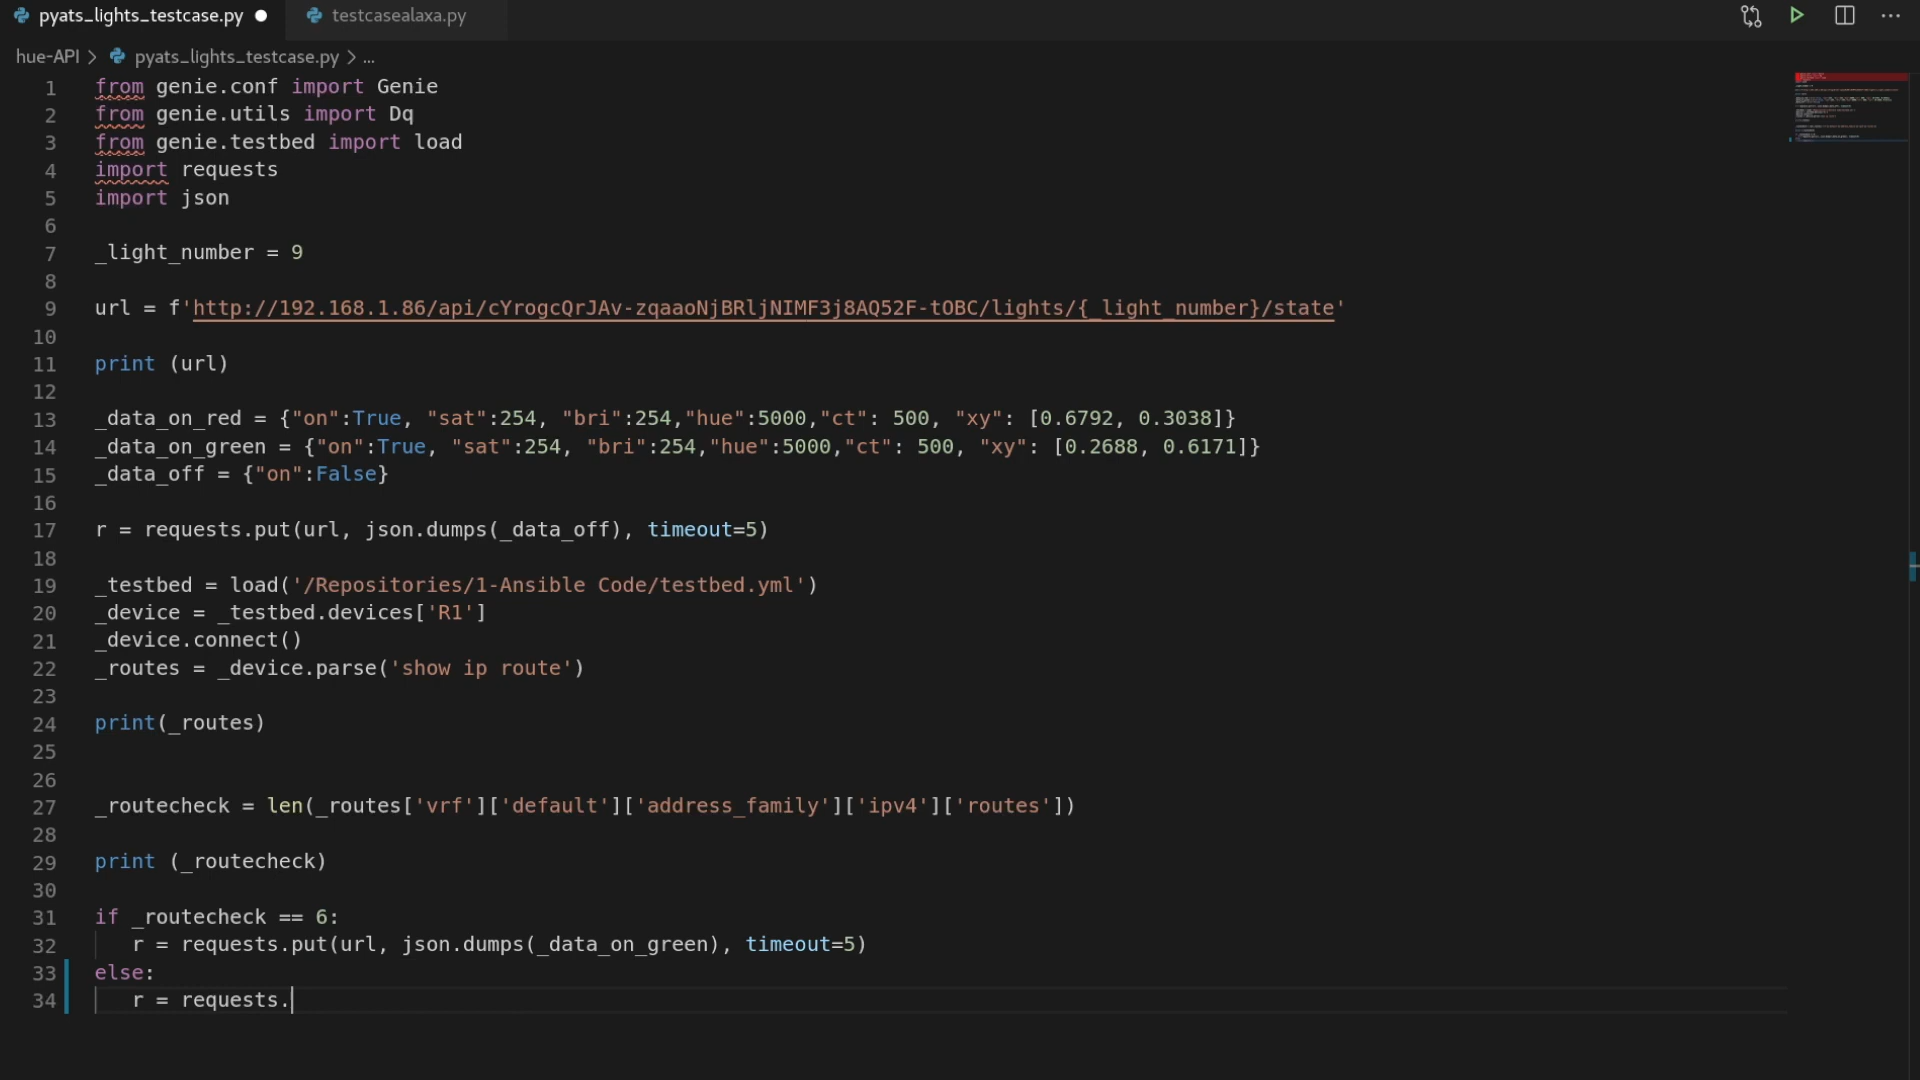 pyats_lights_testcase.py
testcasealaxa.py
hue-API > pyats_lights_testcase.py > ...
1 from genie.conf import Genie
2 from genie.utils import Dq
3 from genie.testbed import load
4 import requests
5 import json
6
7 _light_number = 9
8
9 url = f'http://192.168.1.86/api/cYrogcQrJAv-zqaaoNjBRljNIMF3j8AQ52F-tOBC/lights/{_light_number}/state'
10
11 print (url)
12
13 _data_on_red = {"on":True, "sat":254, "bri":254,"hue":5000,"ct": 500, "xy": [0.6792, 0.3038]}
14 _data_on_green = {"on":True, "sat":254, "bri":254,"hue":5000,"ct": 500, "xy": [0.2688, 0.6171]}
15 _data_off = {"on":False}
16
17 r = requests.put(url, json.dumps(_data_off), timeout=5)
18
19 _testbed = load('/Repositories/1-Ansible Code/testbed.yml')
20 _device = _testbed.devices['R1']
21 _device.connect()
22 _routes = _device.parse('show ip route')
23
24 print(_routes)
25
26
27 _routecheck = len(_routes['vrf']['default']['address_family']['ipv4']['routes'])
28
29 print (_routecheck)
30
31 if _routecheck == 6:
32    r = requests.put(url, json.dumps(_data_on_green), timeout=5)
33 else:
34    r = requests.